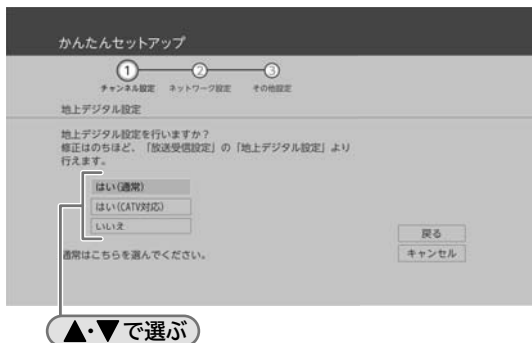 かんたんセットアップ
1 2 3
チャンネル設定 ネットワーク設定 その他設定
地上デジタル設定
地上デジタル設定を行いますか？
修正はのちほど、「放送受信設定」の「地上デジタル設定」より
行えます。
はい(通常)
はい(CATV対応)
いいえ
戻る
通常はこちらを選んでください。
キャンセル
▲・▼で選ぶ